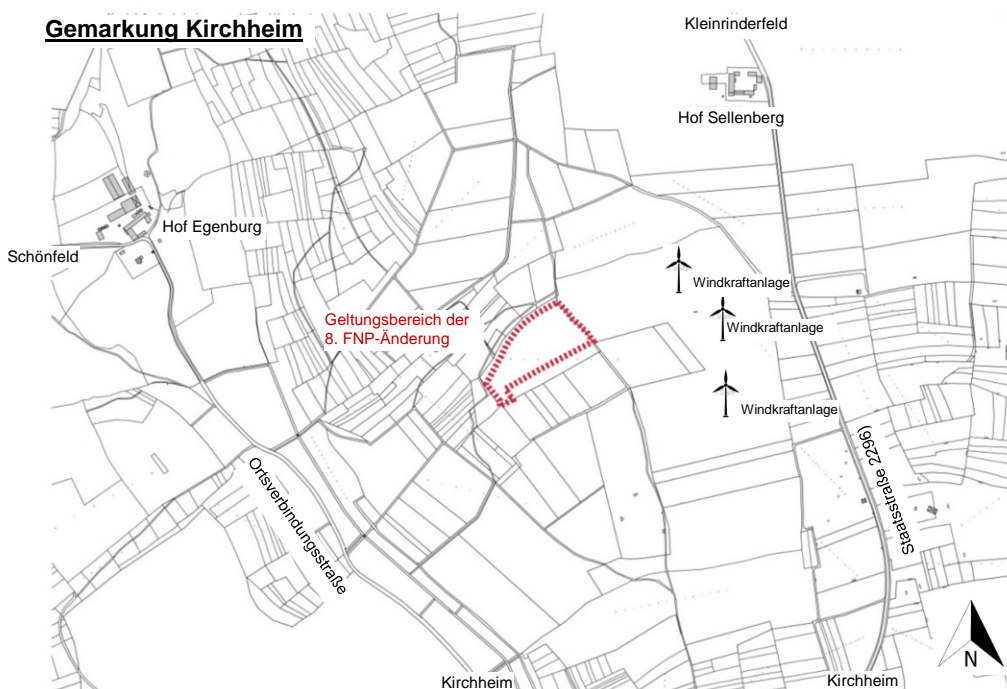 Gemarkung Kirchheim
Kleinrinderfeld
Hof Sellenberg
Hof Egenburg
Schönfeld
Windkraftanlage
Geltungsbereich der
8. FNP-Änderung
Windkraftanlage
Windkraftanlage
Ortsverbindungsstraße
Staatsstraße 2296)
N
Kirchheim
Kirchheim